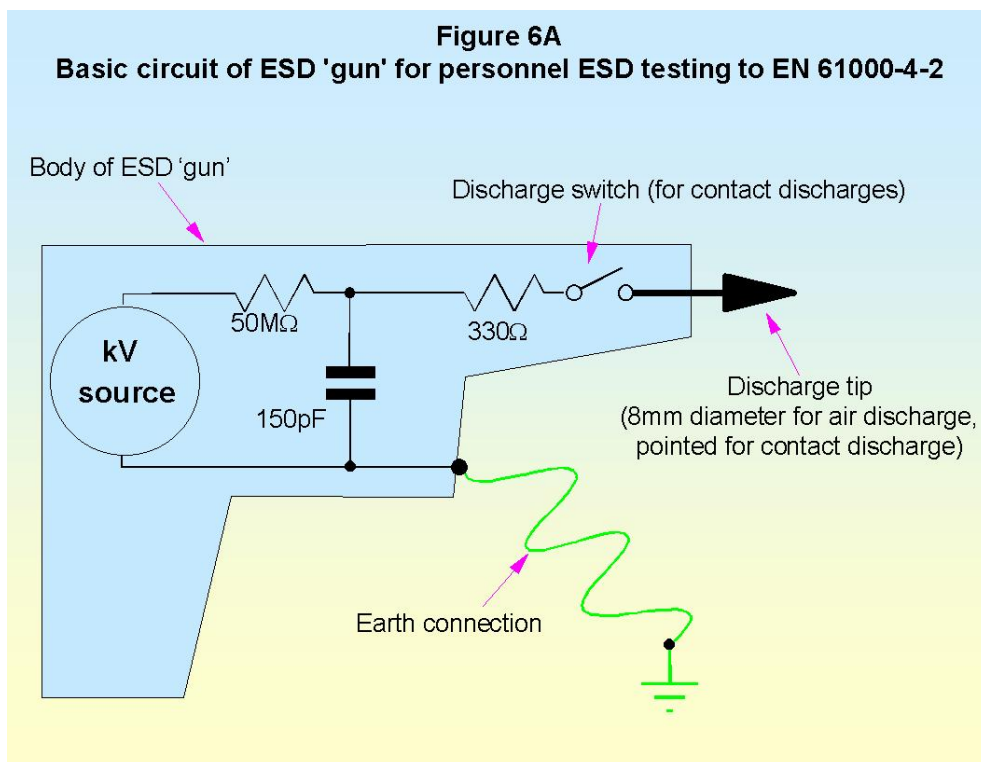 Figure 6A
Basic circuit of ESD 'gun' for personnel ESD testing to EN 61000-4-2
Body of ESD 'gun'
Discharge switch (for contact discharges)
50MΩ
330Ω
kV
source
150pF
Discharge tip
(8mm diameter for air discharge,
pointed for contact discharge)
Earth connection